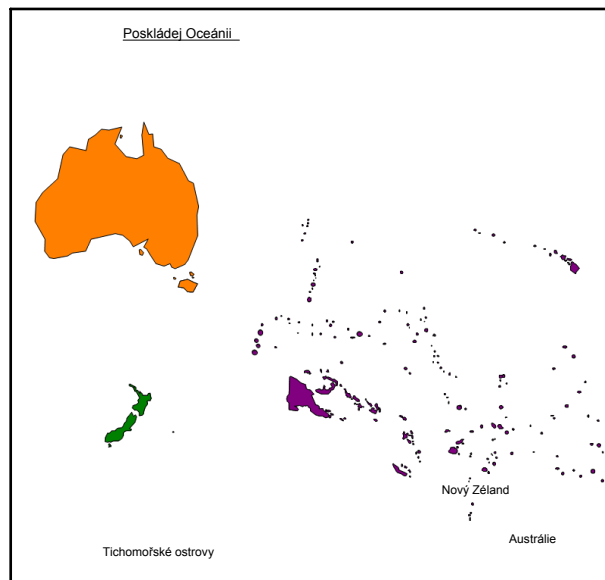 Poskládej Oceánii
Nový Zéland
Austrálie
Tichomořské ostrovy